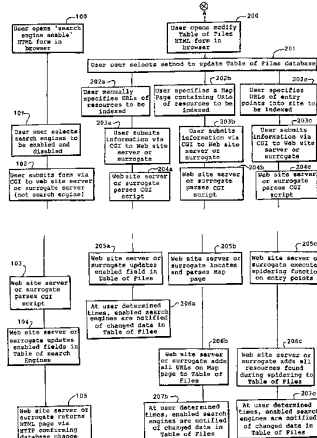 100
User opens 'search
engine enable'
HTML form in
browser
101
User user selects
search engines to
be enabled and
disabled
102
User submits form via
CGI to web site server
or surrogate server
(not search engine)
103
Web site server
or surrogate
parses CGI
script
104
Web site server
or surrogate updates
enabled fields in
Table of search
Engines
105
Web site server or
surrogate returns
HTML page via
HTTP confirming
database change
200
User opens modify
Table of Files
HTML form in
browser
201
User user selects method to update Table of Files database
202a
User manually
specifies URLs of
resources to be
indexed
203a
User submits
information via
CGI to Web site
server or
surrogate
204a
Web site server
or surrogate
parses CGI
script
205a
Web site server or
surrogate updates
enabled field in
Table of Files
206a
At user determined
times, enabled search
engines are notified
of changed data in
Table of Files
202b
User specifies a Map
Page containing URLs
of resources to be
indexed
203b
User submits
information via
CGI to Web site
server or
surrogate
204b
Web site server
or surrogate
parses CGI
script
205b
Web site server or
surrogate locates and
parses Map page
206b
Web site server or
surrogate adds
all URLs on Map
page to Table of
Files
207b
At user determined
times, enabled search
engines are notified
of changed data in
Table of Files
202c
User specifies
URLs of entry
points into site to
be indexed
203c
User submits
information via
CGI to Web site
server or
surrogate
204c
Web site server
or surrogate
parses CGI
script
205c
Web site server or
surrogate execute
spidering function
on entry points
206c
Web site server or
surrogate adds all
resources found
during spidering to
Table of Files
207c
At user determined
times, enabled search
engines are notified
of changed data in
Table of Files